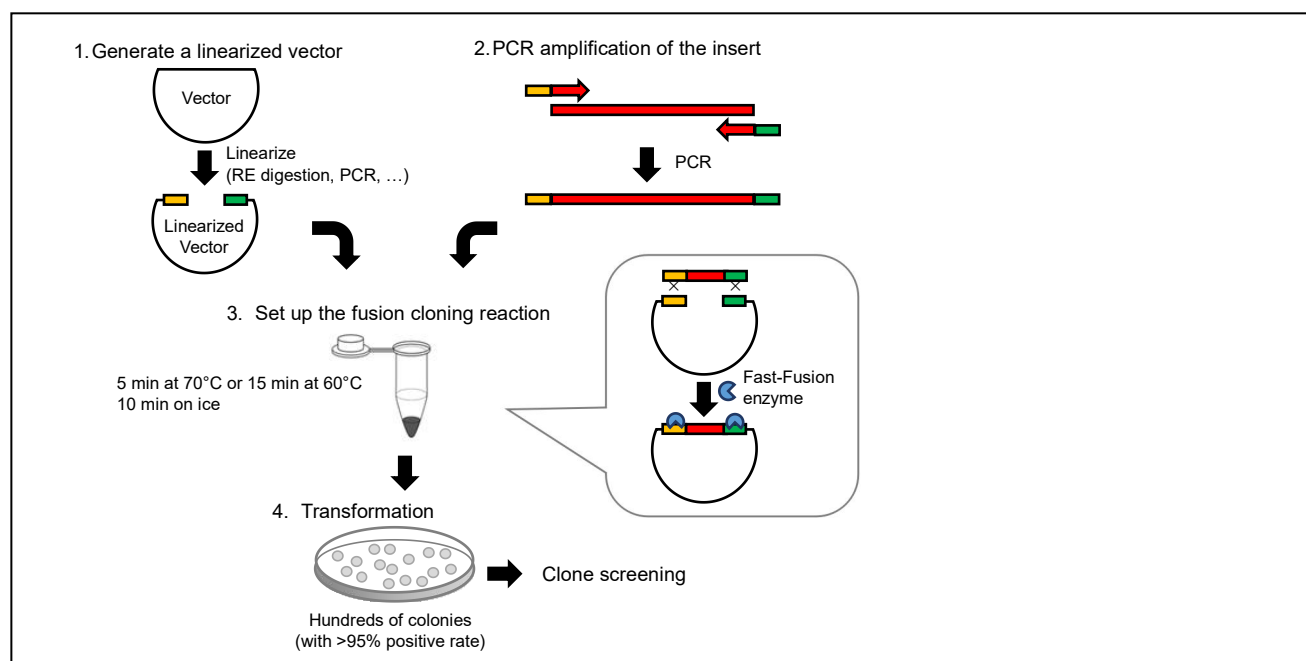 1. Generate a linearized vector
Vector
Linearize
(RE digestion, PCR, …)
Linearized
Vector
2. PCR amplification of the insert
PCR
3. Set up the fusion cloning reaction
5 min at 70°C or 15 min at 60°C
10 min on ice
Fast-Fusion
enzyme
4. Transformation
Clone screening
Hundreds of colonies
(with >95% positive rate)